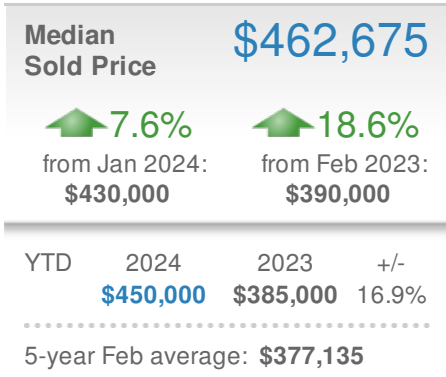 Median $462,675
Sold Price
7.6% 18.6%
from Jan 2024: from Feb 2023:
$430,000 $390,000
YTD 2024 2023 +/-
$450,000 $385,000 16.9%
5-year Feb average: $377,135